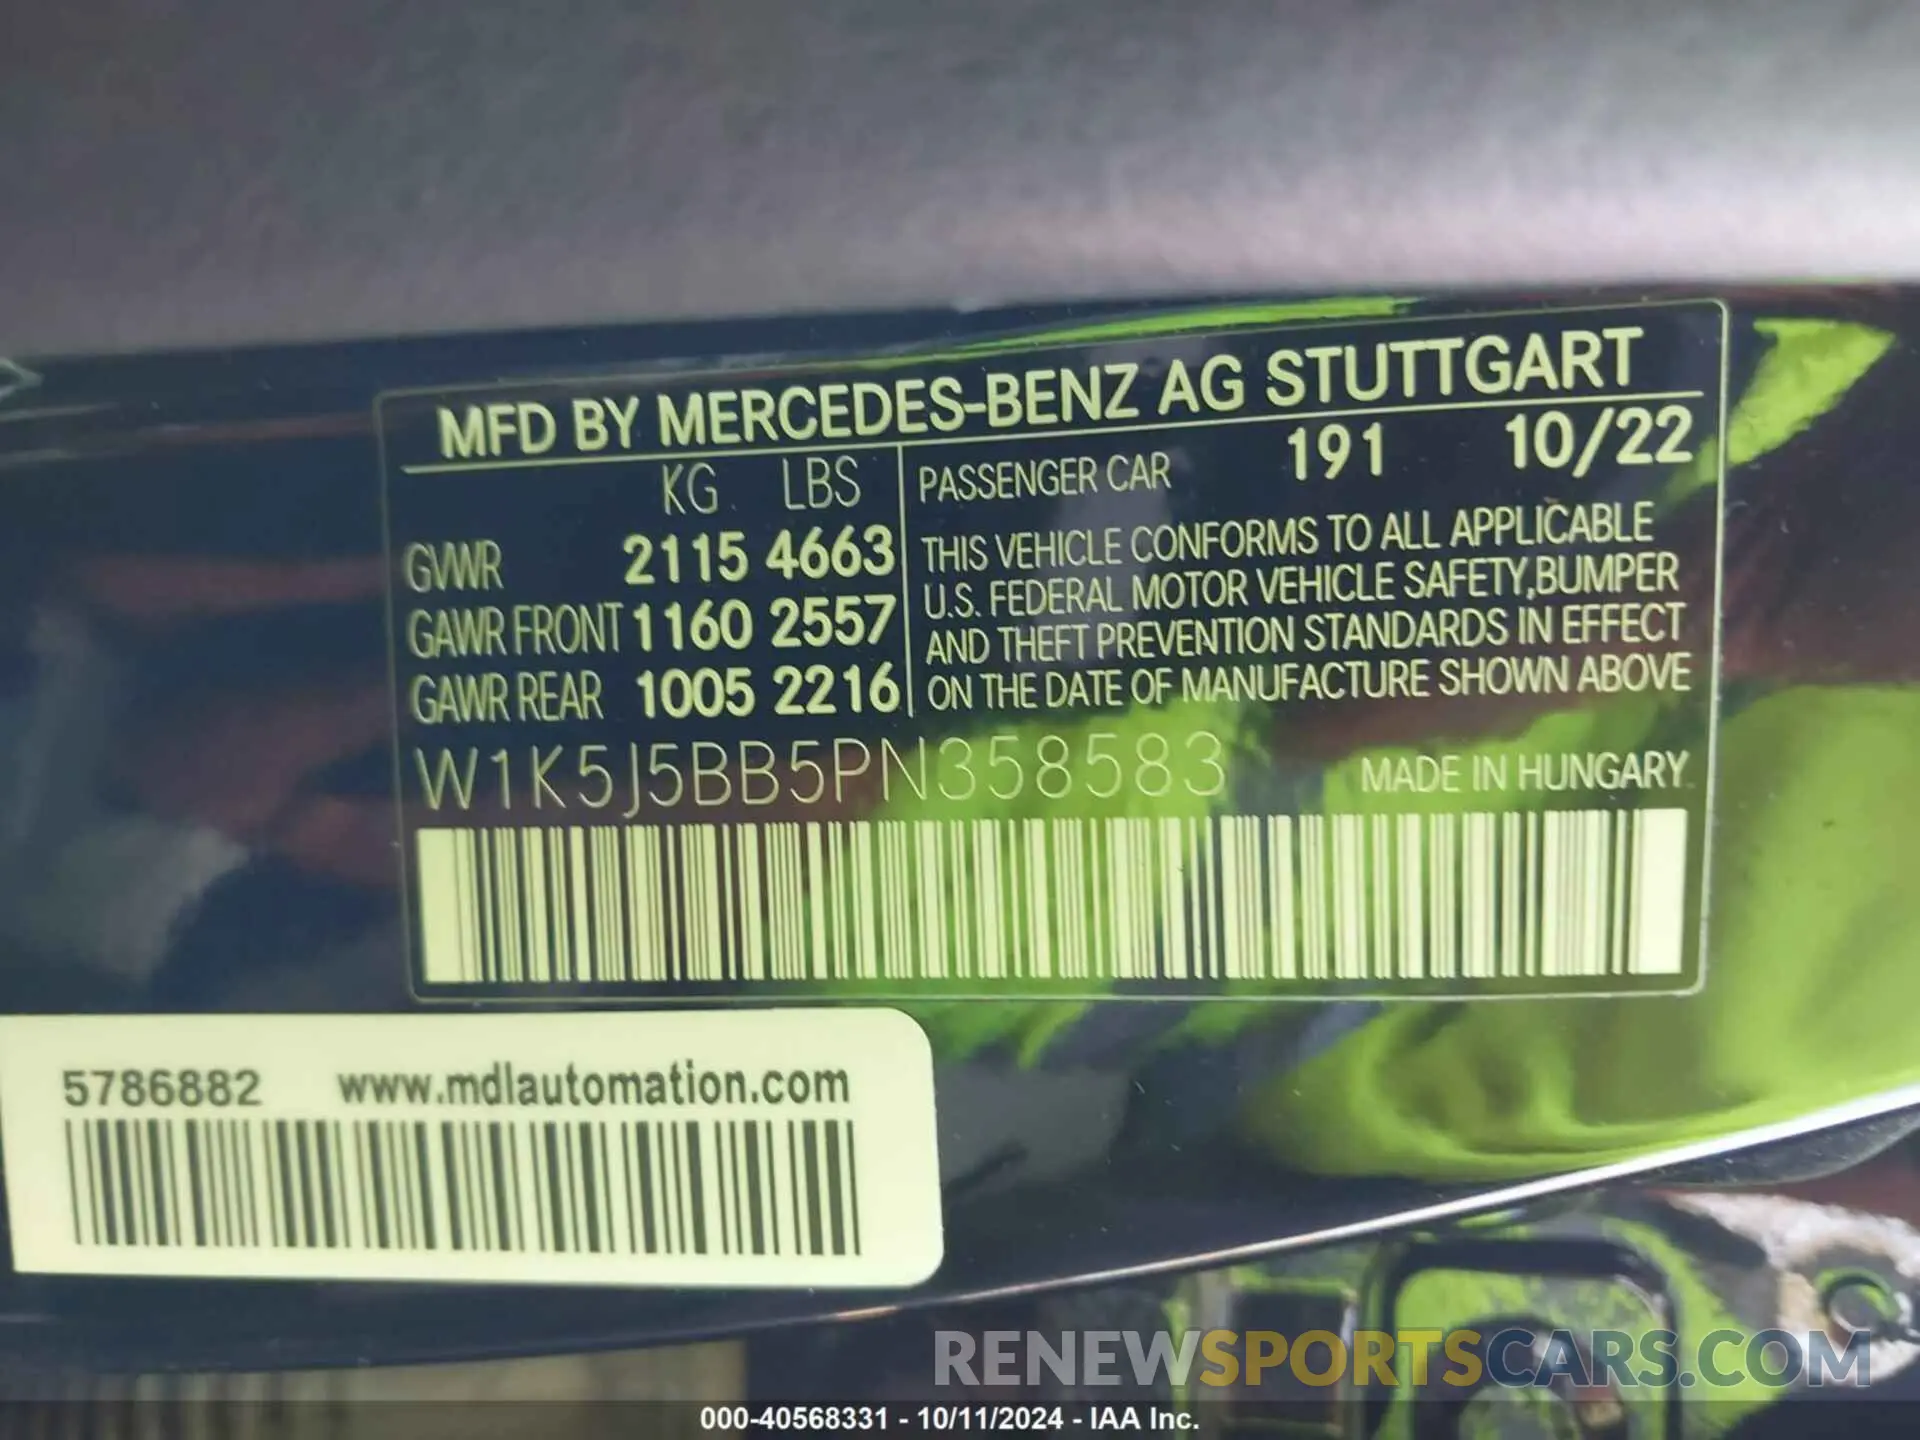 MFD BY MERCEDES-BENZ AG STUTTGART
KG LBS
GVWR 2115 4663
GAWR FRONT 1160 2557
GAWR REAR 1005 2216
PASSENGER CAR 191 10/22
THIS VEHICLE CONFORMS TO ALL APPLICABLE
U.S. FEDERAL MOTOR VEHICLE SAFETY,BUMPER
AND THEFT PREVENTION STANDARDS IN EFFECT
ON THE DATE OF MANUFACTURE SHOWN ABOVE
W1K5J5BB5PN358583 MADE IN HUNGARY
5786882 www.mdlautomation.com
RENEWSPORTSCARS.COM
000-40568331 - 10/11/2024 - IAA Inc.